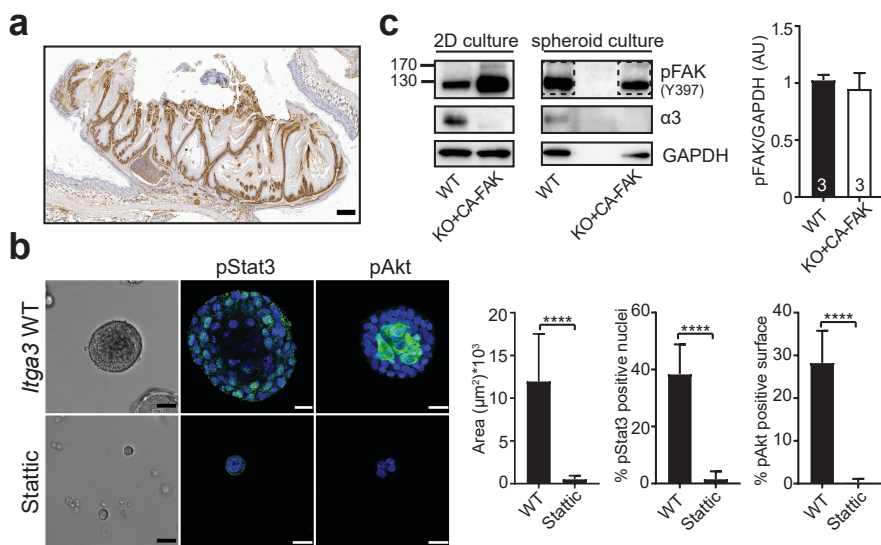 a
c
2D culture
spheroid culture
170
130
pFAK
(Y397)
α3
GAPDH
WT
KO+CA-FAK
WT
KO+CA-FAK
pFAK/GAPDH (AU)
1.5
1
0.5
0
3
3
WT
KO+CA-FAK
b
pStat3
pAkt
Itga3 WT
Stattic
Area (μm²)*10³
20
15
10
5
0
****
WT
Stattic
% pStat3 positive nuclei
60
40
20
0
****
WT
Stattic
% pAkt positive surface
40
30
20
10
0
****
WT
Stattic